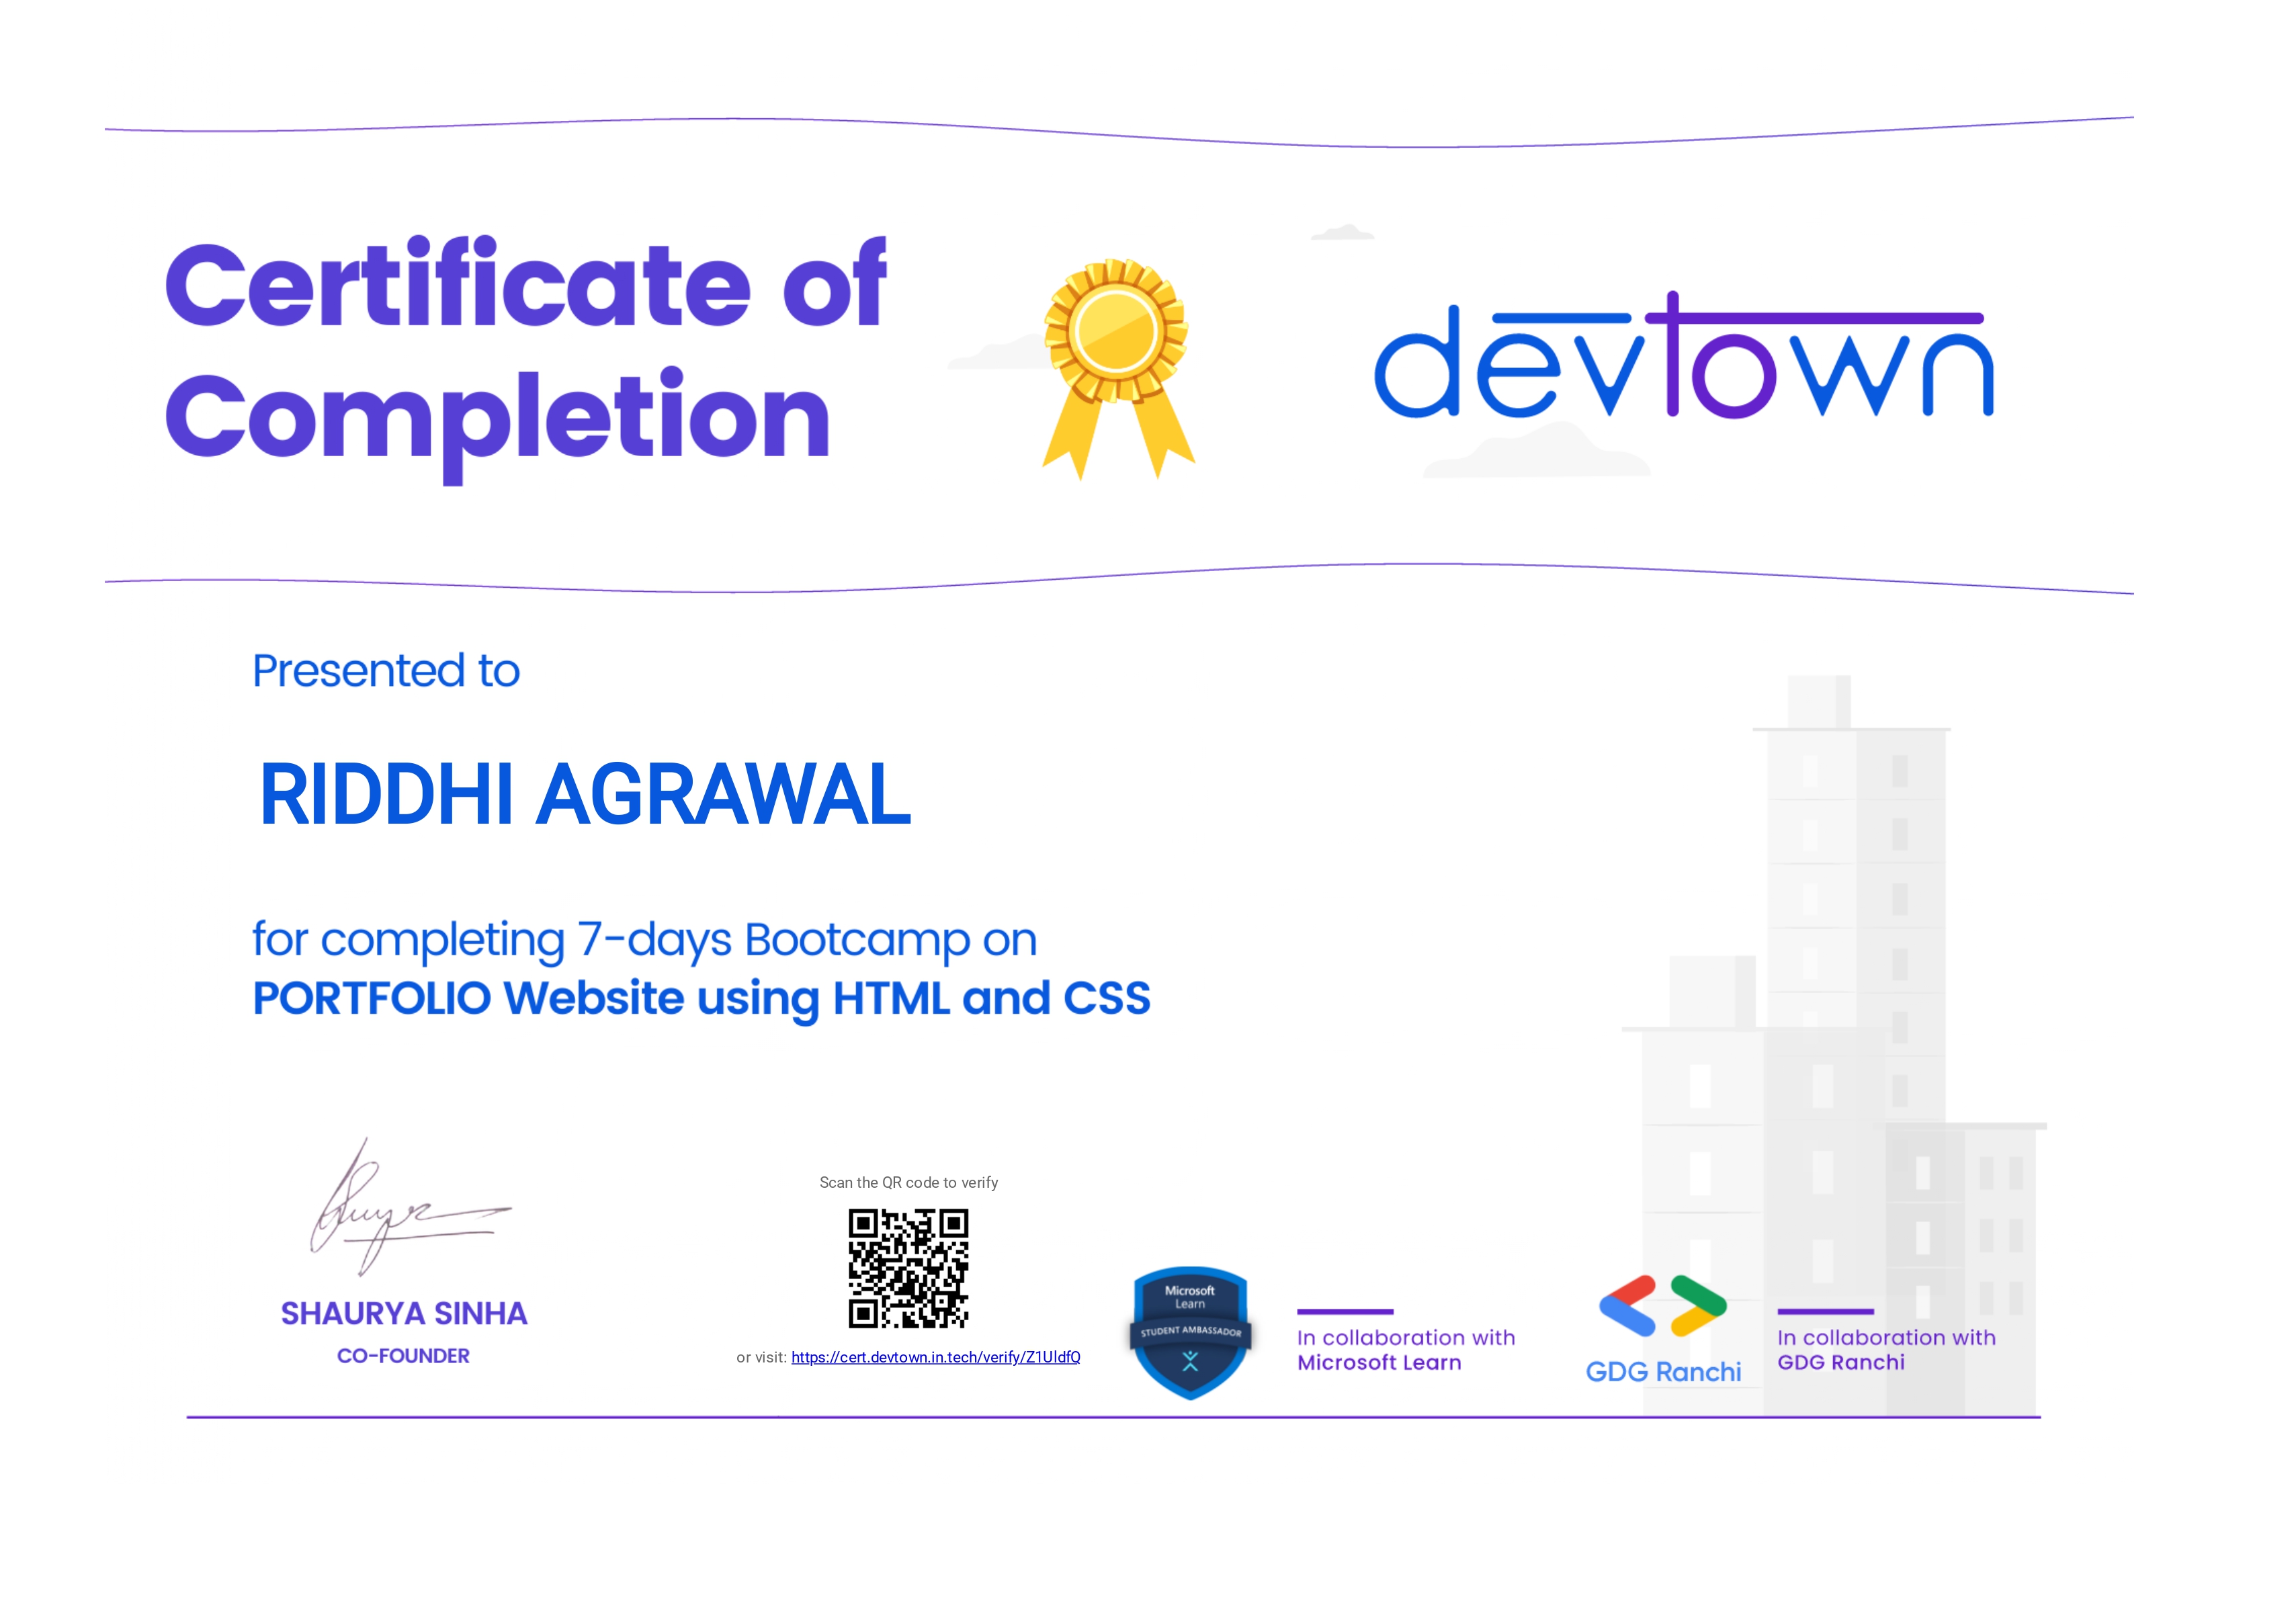 Certificate of
Completion
devtown
Presented to
RIDDHI AGRAWAL
for completing 7-days Bootcamp on
PORTFOLIO Website using HTML and CSS
SHAURYA SINHA
CO-FOUNDER
Scan the QR code to verify
or visit: https://cert.devtown.in.tech/verify/Z1UldfQ
Microsoft
Learn
STUDENT AMBASSADOR
In collaboration with
Microsoft Learn
GDG Ranchi
In collaboration with
GDG Ranchi